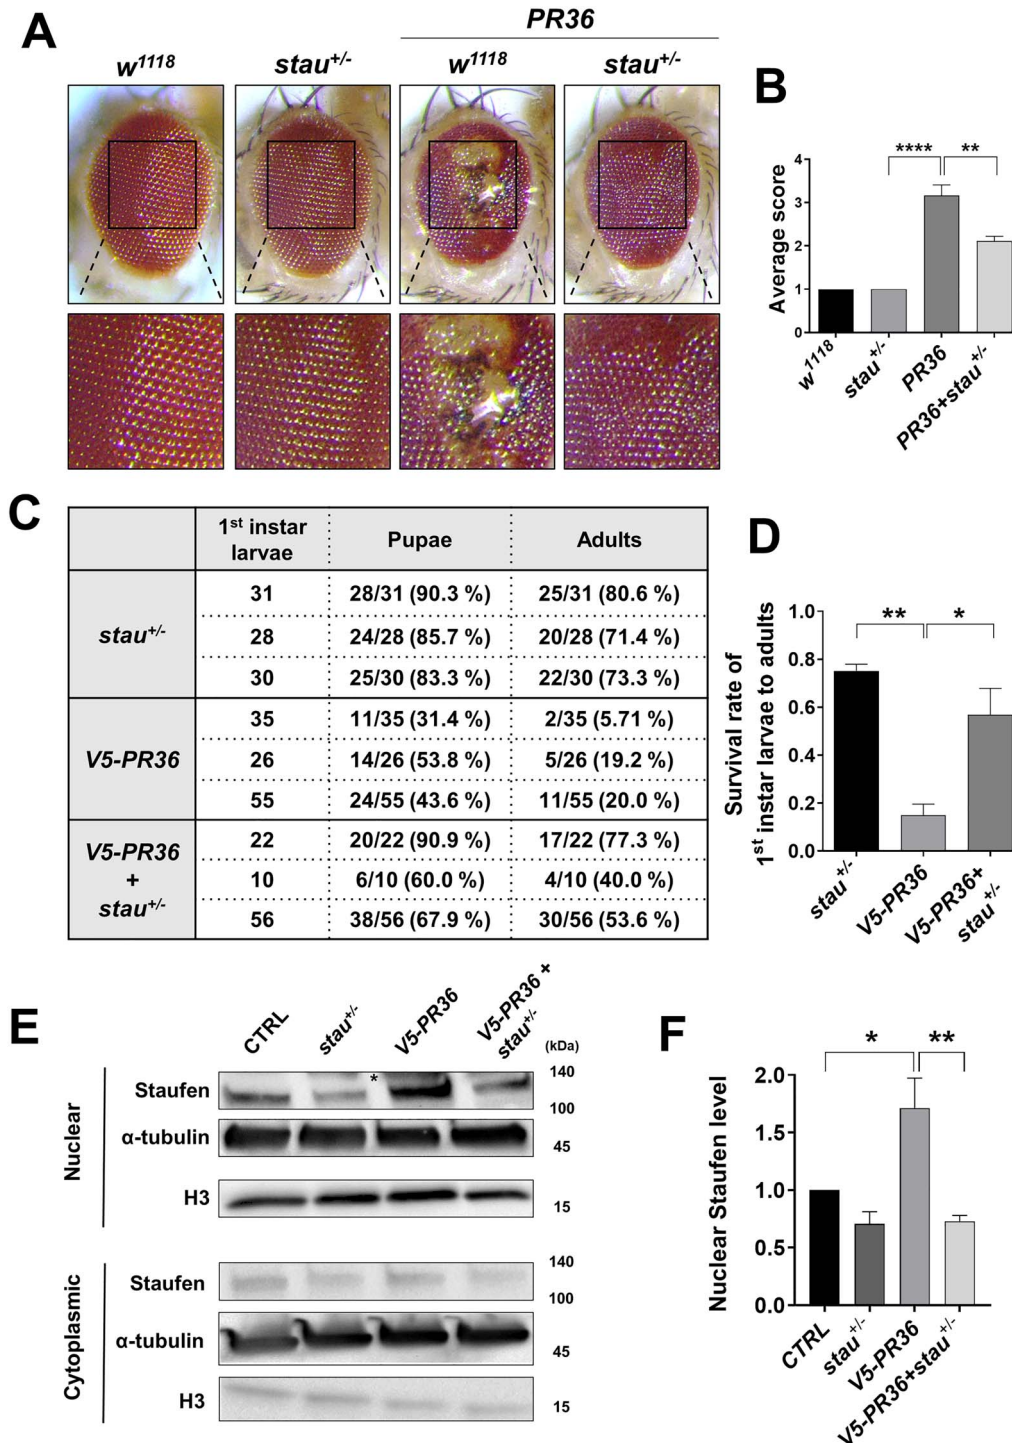 A
PR36
w1118
stau+/-
w1118
stau+/-
B
Average score
4
3
2
1
0
****
**
w1118
stau+/-
PR36
PR36+stau+/-
C
1st instar larvae
Pupae
Adults
stau+/-
31
28/31 (90.3 %)
25/31 (80.6 %)
28
24/28 (85.7 %)
20/28 (71.4 %)
30
25/30 (83.3 %)
22/30 (73.3 %)
V5-PR36
35
11/35 (31.4 %)
2/35 (5.71 %)
26
14/26 (53.8 %)
5/26 (19.2 %)
55
24/55 (43.6 %)
11/55 (20.0 %)
V5-PR36
+
stau+/-
22
20/22 (90.9 %)
17/22 (77.3 %)
10
6/10 (60.0 %)
4/10 (40.0 %)
56
38/56 (67.9 %)
30/56 (53.6 %)
D
Survival rate of
1st instar larvae to adults
1.0
0.8
0.6
0.4
0.2
0.0
**
*
stau+/-
V5-PR36
V5-PR36+
stau+/-
E
CTRL
stau+/-
V5-PR36
V5-PR36 +
stau+/-
(kDa)
Nuclear
Staufen
*
140
100
α-tubulin
45
H3
15
Cytoplasmic
Staufen
140
100
α-tubulin
45
H3
15
F
Nuclear Staufen level
2.0
1.5
1.0
0.5
0.0
*
**
CTRL
stau+/-
V5-PR36
V5-PR36+stau+/-